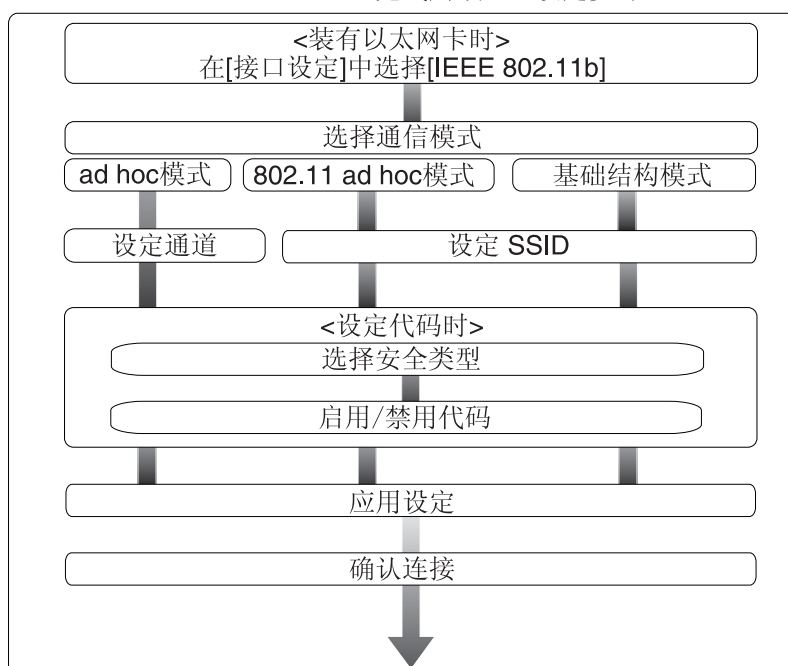 <装有以太网卡时>
在[接口设定]中选择[IEEE 802.11b]
选择通信模式
ad hoc模式 802.11 ad hoc模式 基础结构模式
设定通道 设定 SSID
<设定代码时>
选择安全类型
启用/禁用代码
应用设定
确认连接